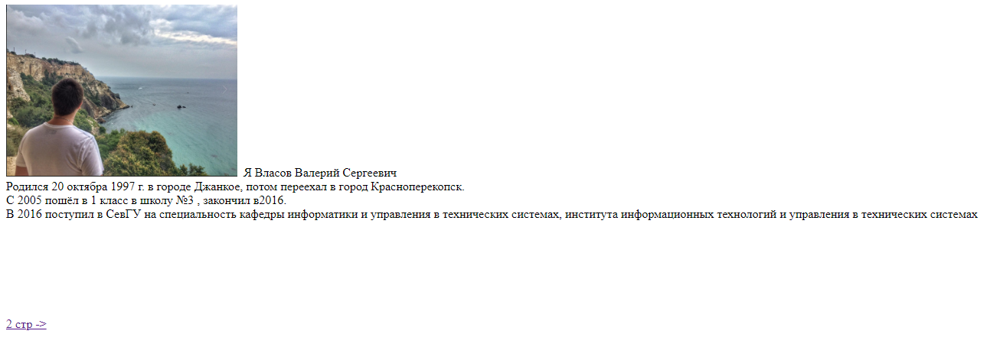 Я Власов Валерий Сергеевич
Родился 20 октября 1997 г. в городе Джанкое, потом переехал в город Красноперекопск.
С 2005 пошёл в 1 класс в школу №3 , закончил в2016.
В 2016 поступил в СевГУ на специальность кафедры информатики и управления в технических системах, института информационных технологий и управления в технических системах
2 стр ->